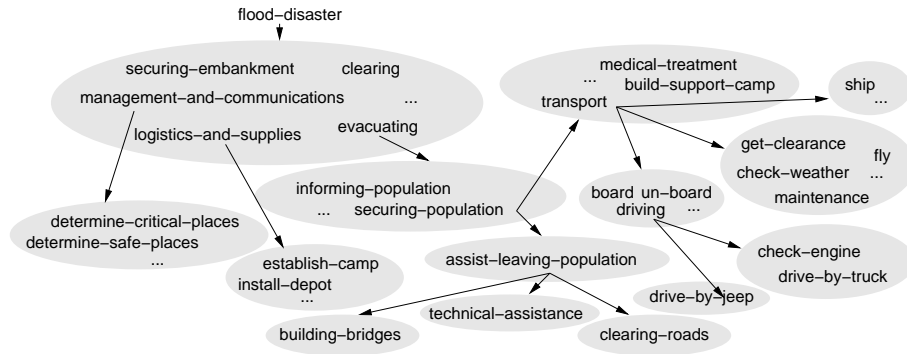 flood-disaster
securing-embankment clearing
management-and-communications ...
logistics-and-supplies evacuating
medical-treatment
... build-support-camp
transport
ship
...
get-clearance fly
check-weather ...
maintenance
informing-population
... securing-population
board un-board
driving ...
determine-critical-places
determine-safe-places
...
establish-camp
install-depot
...
assist-leaving-population
check-engine
drive-by-truck
drive-by-jeep
technical-assistance
building-bridges
clearing-roads